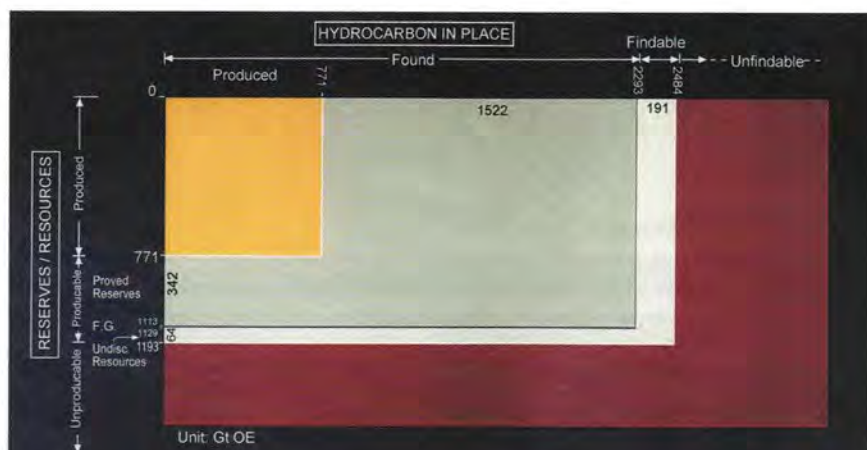 HYDROCARBON IN PLACE
Findable
Found
Unfindable
Produced
771
2293
2484
0
1522
191
RESERVES / RESOURCES
Produced
771
Producable
Proved
Reserves
342
F.G.
1113
1129
64
Undisc.
Resources
1193
Unproducable
Unit: Gt OE